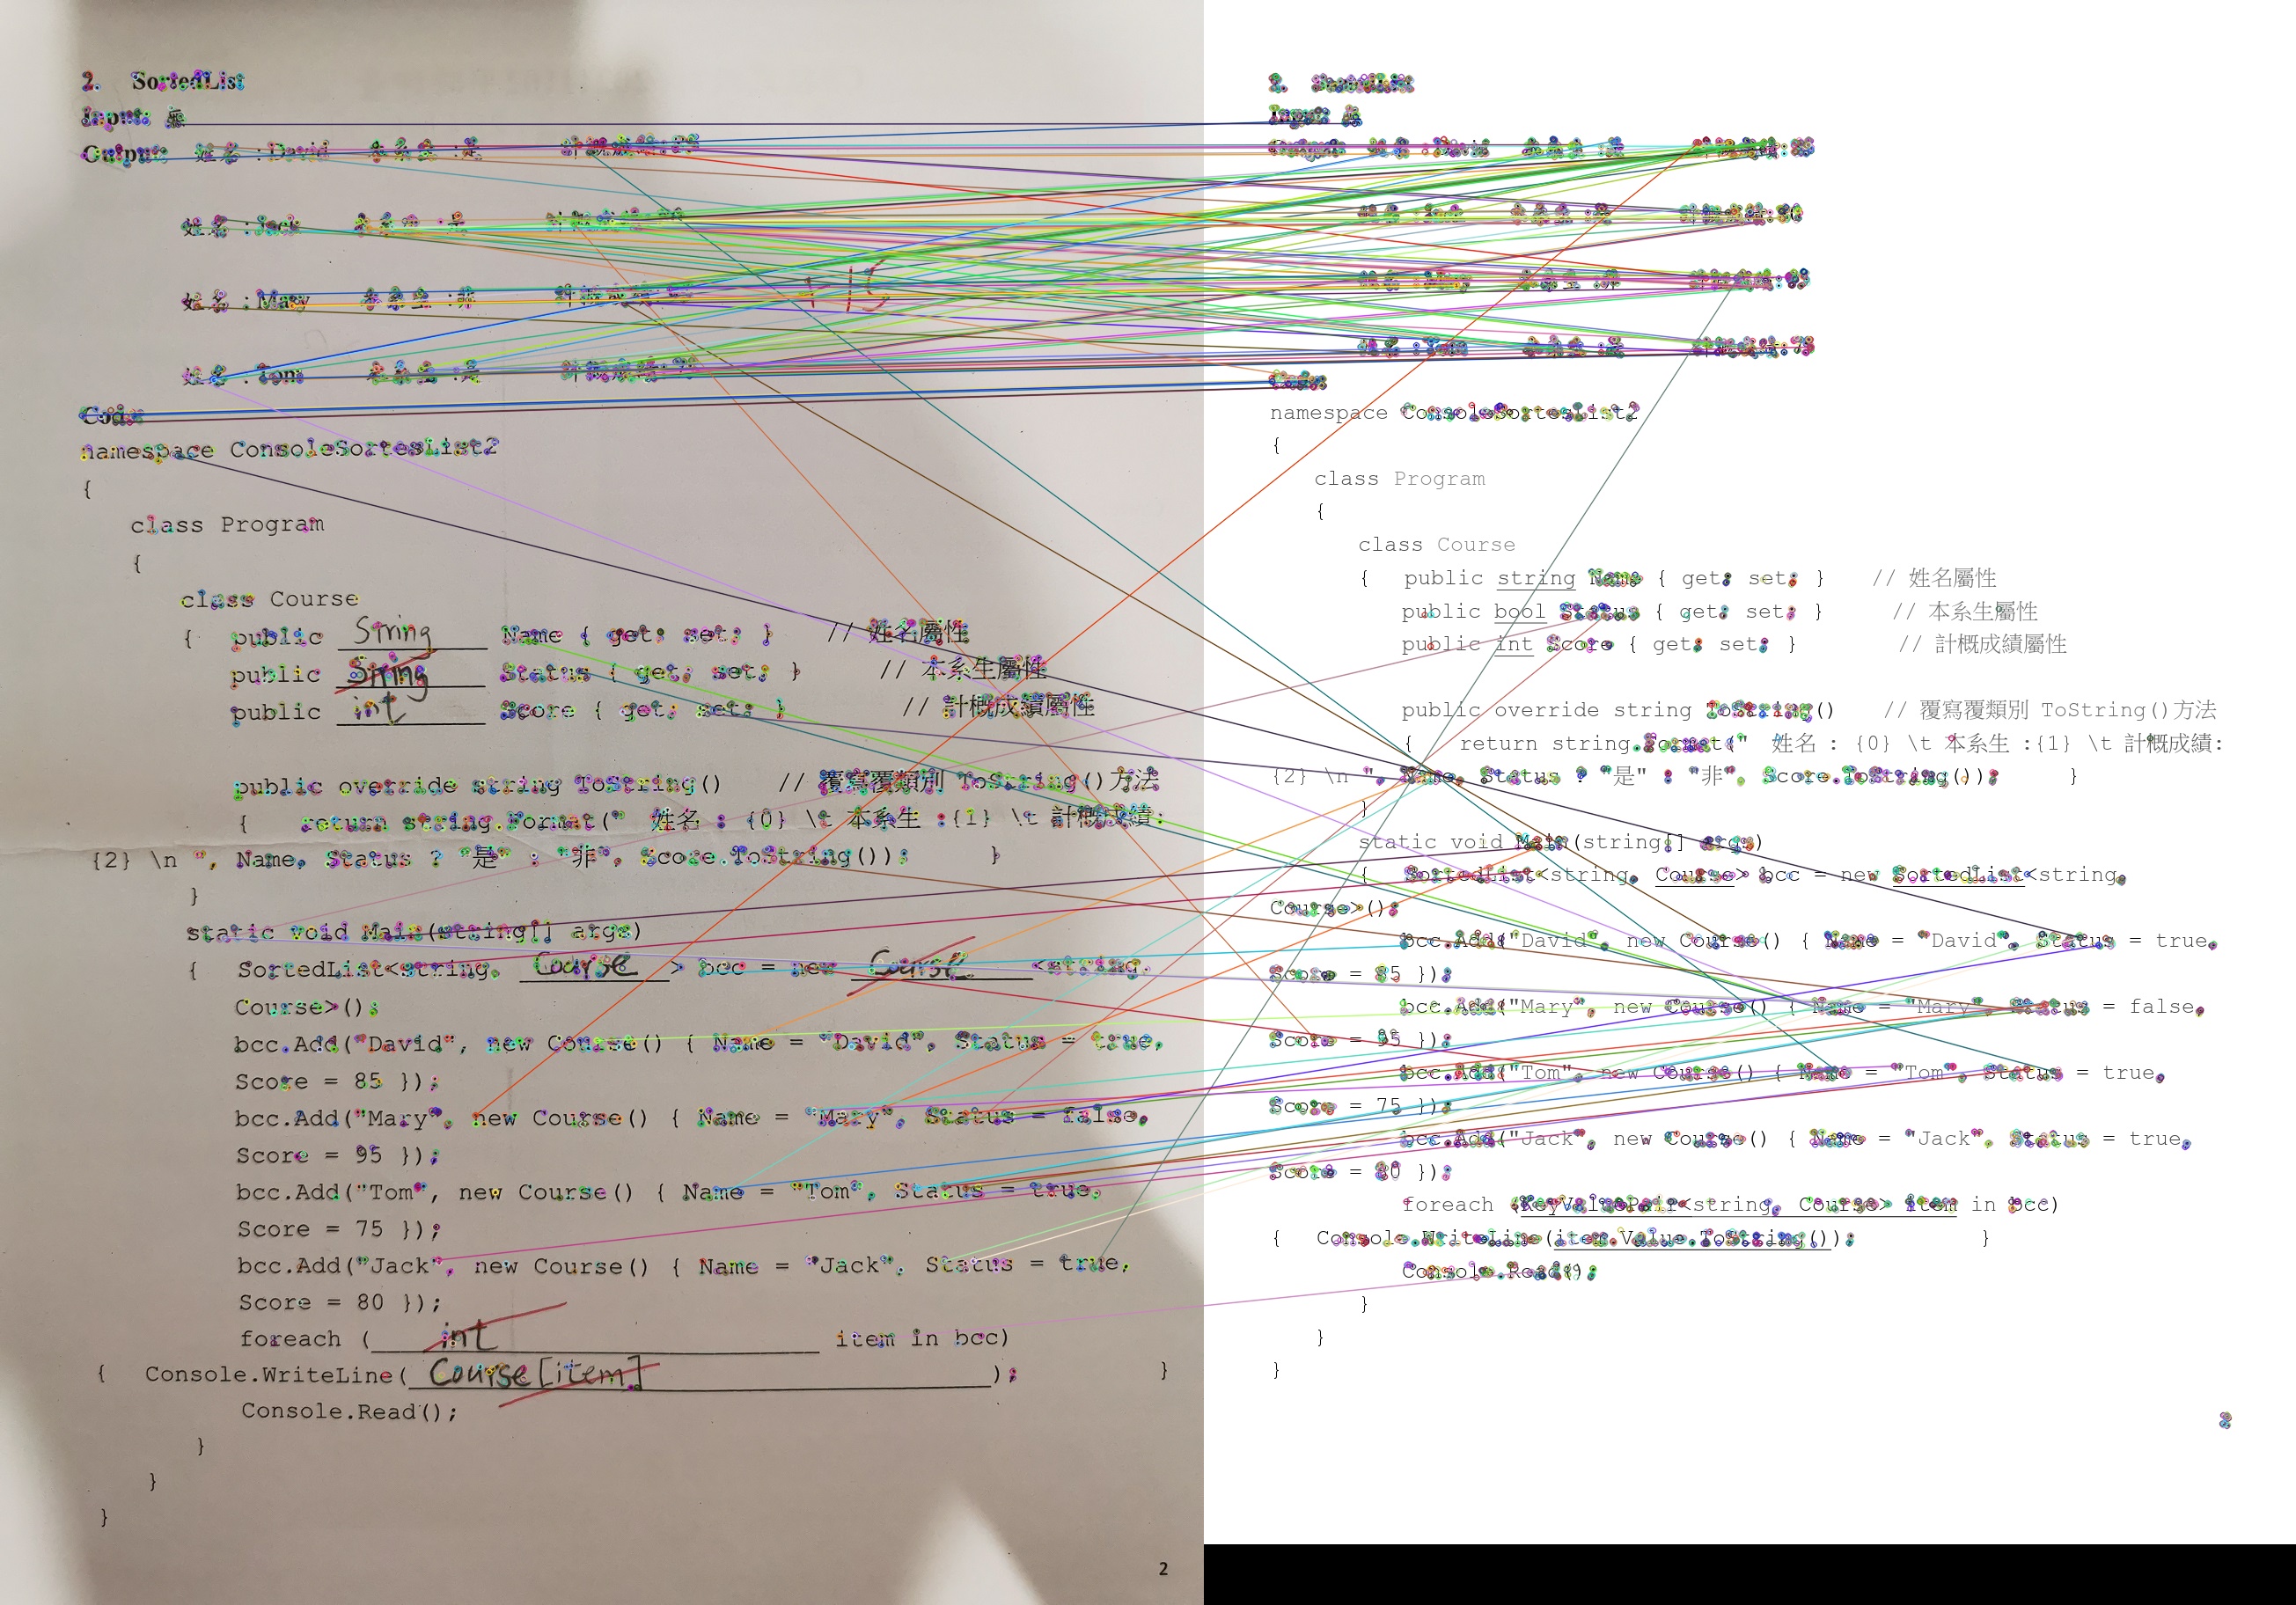 2. SortedList
Input: 無
Output: 姓名 :David 本系生 :是 計概成績:85
姓名 :Jack 本系生 :是 計概成績:80
姓名 :Mary 本系生 :非 計概成績:95
姓名 :Tom 本系生 :是 計概成績:75
Code:
namespace ConsoleSortesList2
{
class Program
{
class Course
{ public String Name { get; set; } // 姓名屬性
public String Status { get; set; } // 本系生屬性
public int Score { get; set; } // 計概成績屬性
public override string ToString() // 覆寫覆類別 ToString()方法
{ return string.Format(" 姓名 : {0} \t 本系生 :{1} \t 計概成績:
{2} \n ", Name, Status ? "是" : "非", Score.ToString()); }
}
static void Main(string[] args)
{ SortedList<string, Course > bcc = new Course <string,
Course>();
bcc.Add("David", new Course() { Name = "David", Status = true,
Score = 85 });
bcc.Add("Mary", new Course() { Name = "Mary", Status = false,
Score = 95 });
bcc.Add("Tom", new Course() { Name = "Tom", Status = true,
Score = 75 });
bcc.Add("Jack", new Course() { Name = "Jack", Status = true,
Score = 80 });
foreach ( int item in bcc)
{ Console.WriteLine( Course[item] ); }
Console.Read();
}
}
}
2
2. SortedList
Input: 無
Output: 姓名 :David 本系生 :是 計概成績:85
姓名 :Jack 本系生 :是 計概成績:80
姓名 :Mary 本系生 :非 計概成績:95
姓名 :Tom 本系生 :是 計概成績:75
Code:
namespace ConsoleSortesList2
{
class Program
{
class Course
{ public string Name { get; set; } // 姓名屬性
public bool Status { get; set; } // 本系生屬性
public int Score { get; set; } // 計概成績屬性
public override string ToString() // 覆寫覆類別 ToString()方法
{ return string.Format(" 姓名 : {0} \t 本系生 :{1} \t 計概成績:
{2} \n ", Name, Status ? "是" : "非", Score.ToString()); }
}
static void Main(string[] args)
{ SortedList<string, Course> bcc = new SortedList<string,
Course>();
bcc.Add("David", new Course() { Name = "David", Status = true,
Score = 85 });
bcc.Add("Mary", new Course() { Name = "Mary", Status = false,
Score = 95 });
bcc.Add("Tom", new Course() { Name = "Tom", Status = true,
Score = 75 });
bcc.Add("Jack", new Course() { Name = "Jack", Status = true,
Score = 80 });
foreach (KeyValuePair<string, Course> item in bcc)
{ Console.WriteLine(item.Value.ToString()); }
Console.Read();
}
}
}
2